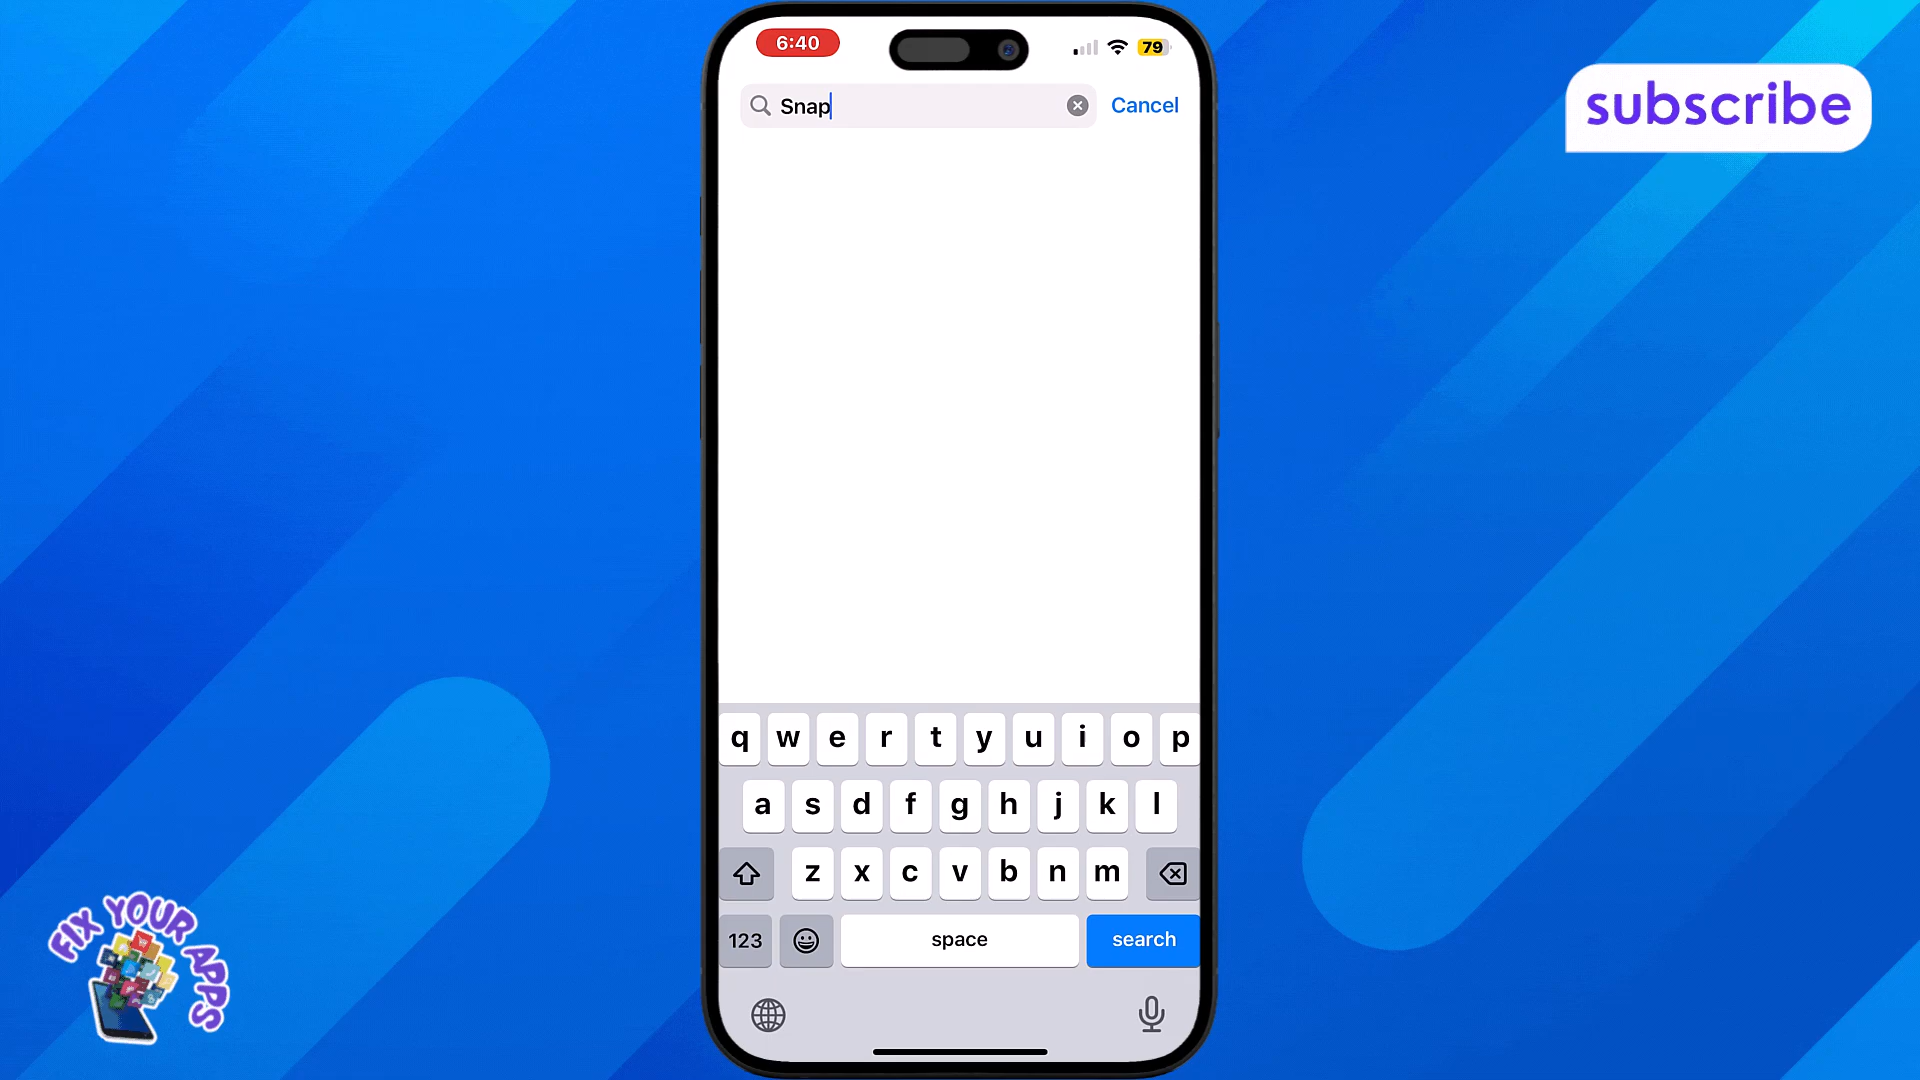 6:40
79
Snap
Cancel
subscribe
q w e r t y u i o p
a s d f g h j k l
z x c v b n m
123 space search
FIX YOUR APPS